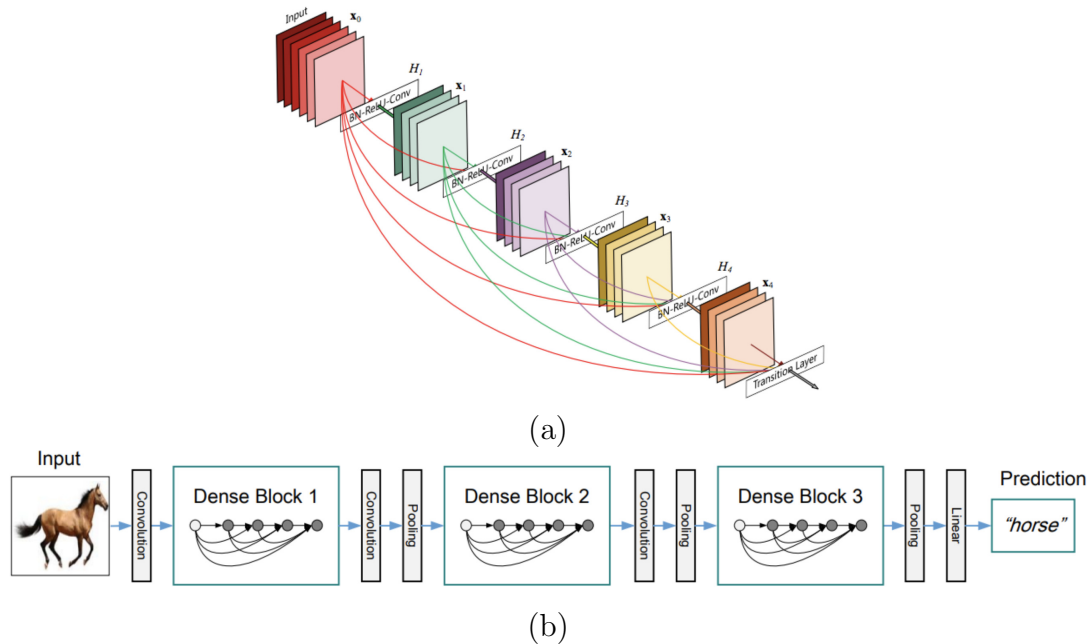 Input
x₀
H₁
BN-ReLU-Conv
x₁
H₂
BN-ReLU-Conv
x₂
H₃
BN-ReLU-Conv
x₃
H₄
BN-ReLU-Conv
x₄
Transition Layer
(a)
Input
Convolution
Dense Block 1
Convolution
Pooling
Dense Block 2
Convolution
Pooling
Dense Block 3
Pooling
Linear
Prediction
“horse”
(b)